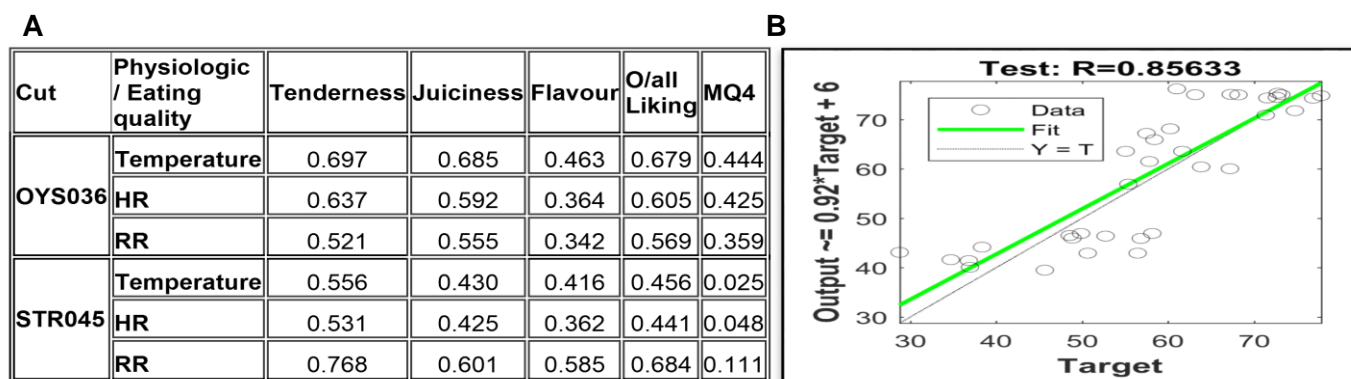 A
B
Cut Physiologic / Eating quality Tenderness Juiciness Flavour O/all Liking MQ4
OYS036 Temperature 0.697 0.685 0.463 0.679 0.444
HR 0.637 0.592 0.364 0.605 0.425
RR 0.521 0.555 0.342 0.569 0.359
STR045 Temperature 0.556 0.430 0.416 0.456 0.025
HR 0.531 0.425 0.362 0.441 0.048
RR 0.768 0.601 0.585 0.684 0.111
Test: R=0.85633
Output ~= 0.92*Target + 6
70
60
50
40
30
Data
Fit
Y = T
30 40 50 60 70
Target